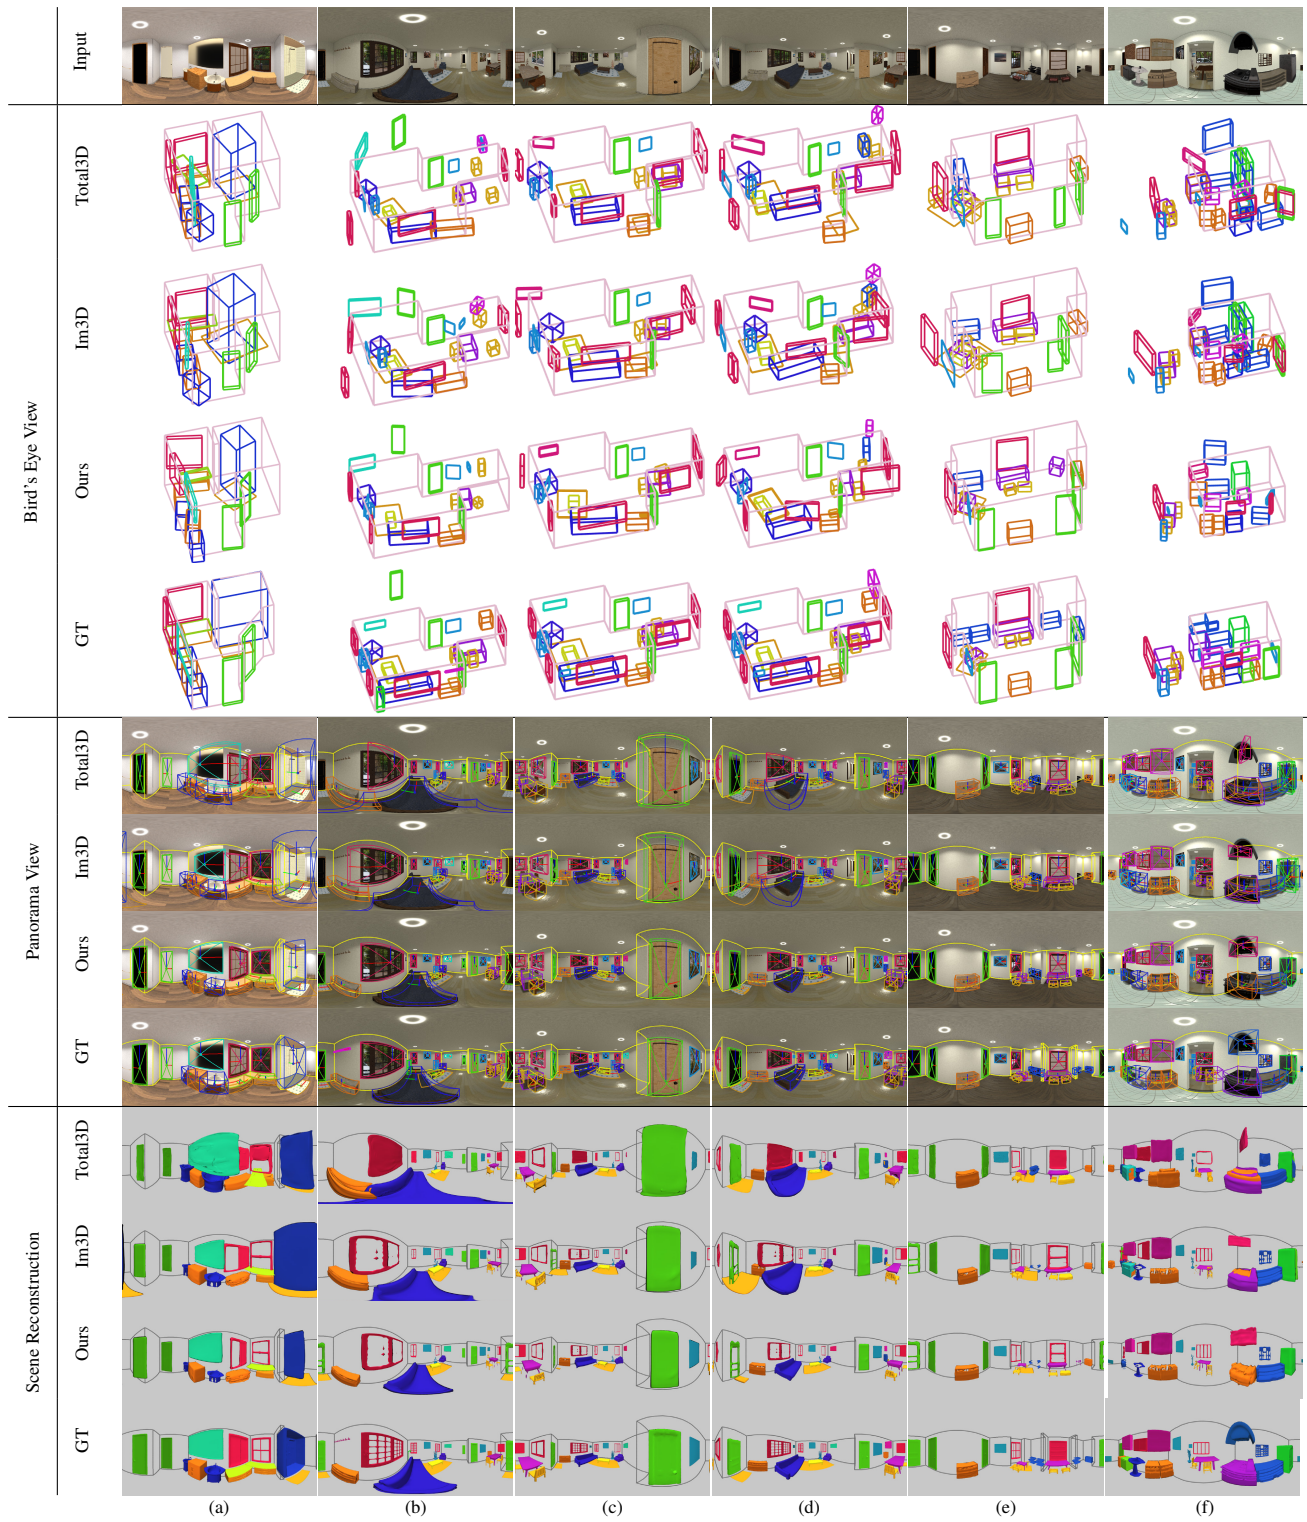 Input
Bird's Eye View
Total3D
Im3D
Ours
GT
Panorama View
Total3D
Im3D
Ours
GT
Scene Reconstruction
Total3D
Im3D
Ours
GT
(a) (b) (c) (d) (e) (f)